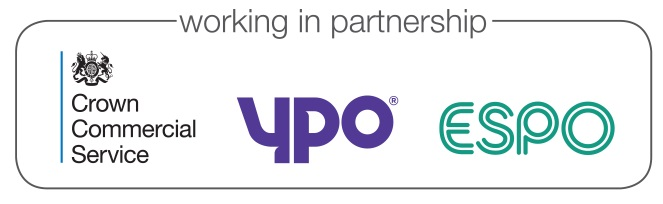 working in partnership
Crown
Commercial
Service
ypo®
ESPO